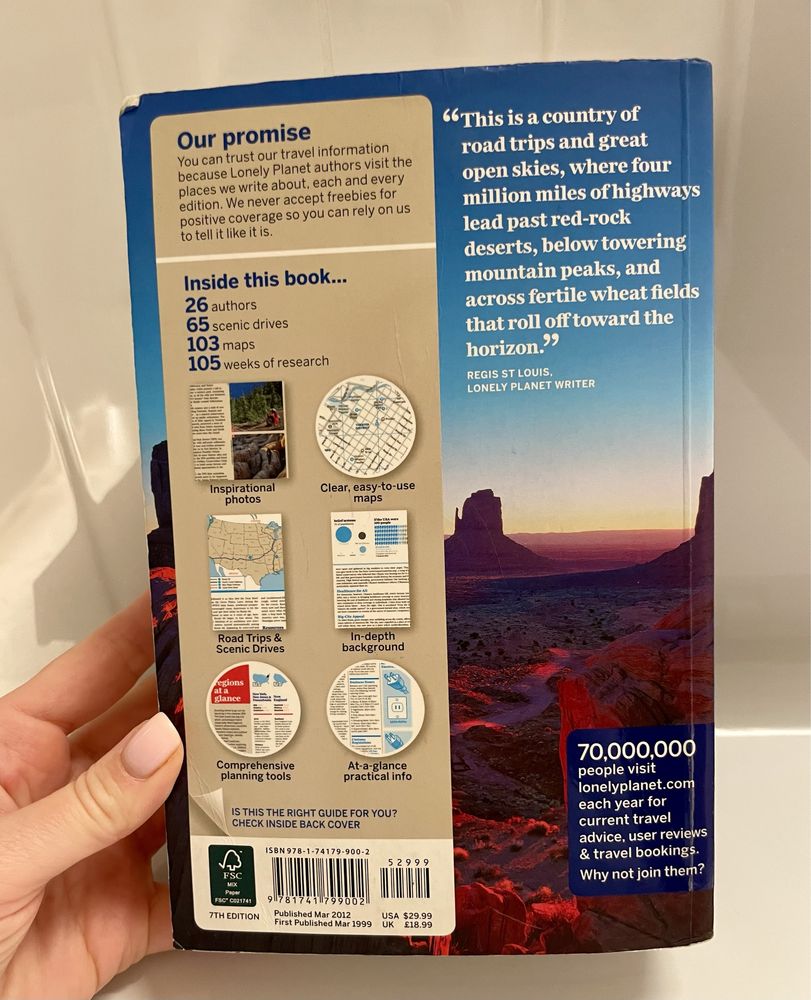 Our promise
You can trust our travel information
because Lonely Planet authors visit the
places we write about, each and every
edition. We never accept freebies for
positive coverage so you can rely on us
to tell it like it is.
Inside this book...
26 authors
65 scenic drives
103 maps
105 weeks of research
Inspirational
photos
Clear, easy-to-use
maps
Road Trips &
Scenic Drives
In-depth
background
regions
at a
glance
Comprehensive
planning tools
At-a-glance
practical info
IS THIS THE RIGHT GUIDE FOR YOU?
CHECK INSIDE BACK COVER
FSC
MIX
Paper
FSC® C021741
ISBN 978-1-74179-900-2
52999
9 781741 799002
7TH EDITION
Published Mar 2012
First Published Mar 1999
USA $29.99
UK £18.99
“This is a country of
road trips and great
open skies, where four
million miles of highways
lead past red-rock
deserts, below towering
mountain peaks, and
across fertile wheat fields
that roll off toward the
horizon.”
REGIS ST LOUIS,
LONELY PLANET WRITER
70,000,000
people visit
lonelyplanet.com
each year for
current travel
advice, user reviews
& travel bookings.
Why not join them?